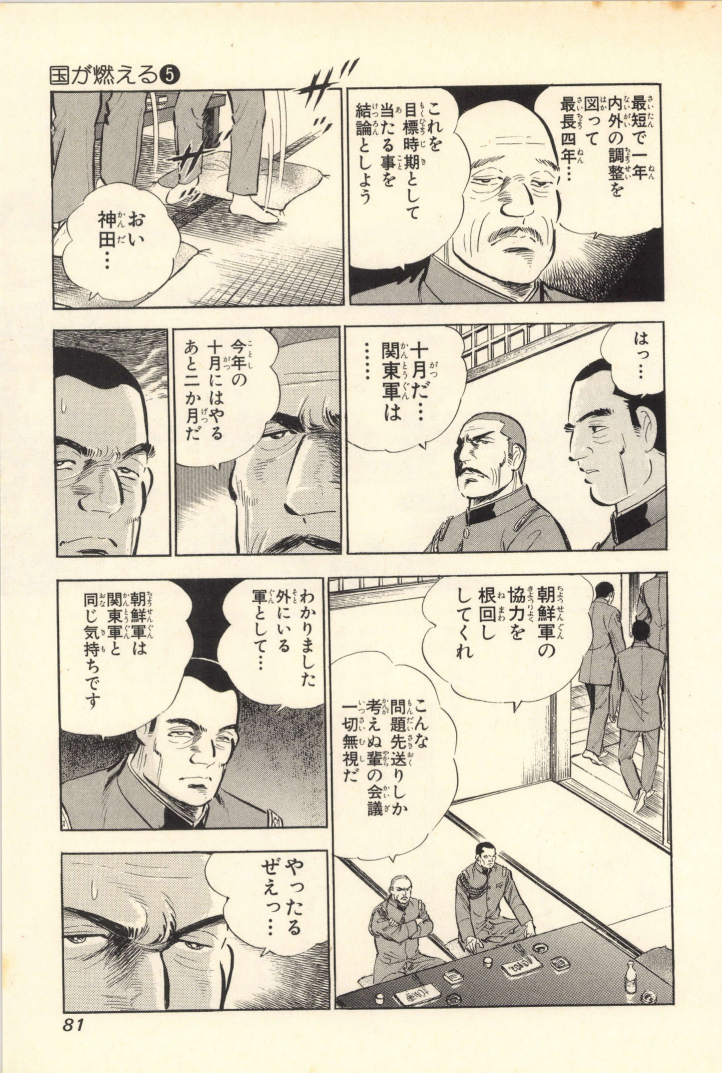 国が燃える❺
最短で一年
内外の調整を
図って
最長四年…
これを
目標時期として
当たる事を
結論としよう
おい
神田…
はっ…
十月だ…
関東軍は
……
今年の
十月にはやる
あと二か月だ
朝鮮軍の
協力を
根回し
してくれ
こんな
問題先送りしか
考えぬ輩の会議
一切無視だ
わかりました
外にいる
軍として…
朝鮮軍は
関東軍と
同じ気持ちです
やったる
ぜえっ…
81